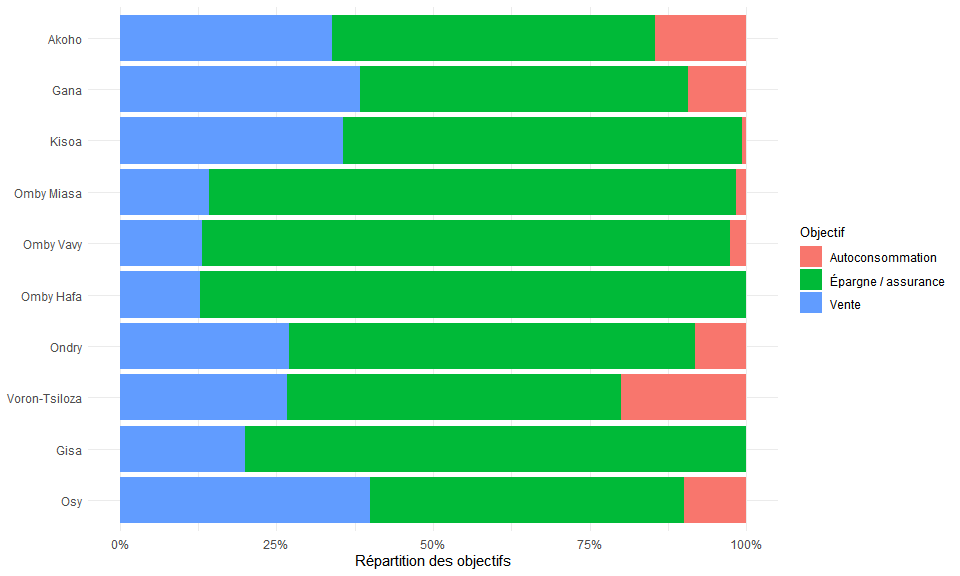 Akoho
Gana
Kisoa
Omby Miasa
Omby Vavy
Omby Hafa
Ondry
Voron-Tsiloza
Gisa
Osy
0%
25%
50%
75%
100%
Répartition des objectifs
Objectif
Autoconsommation
Épargne / assurance
Vente